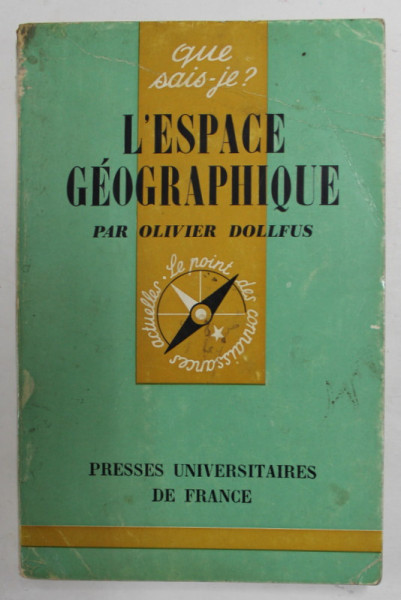 que
sais-je?
L'ESPACE
GÉOGRAPHIQUE
PAR OLIVIER DOLLFUS
Le point des connaissances actuelles.
PRESSES UNIVERSITAIRES
DE FRANCE